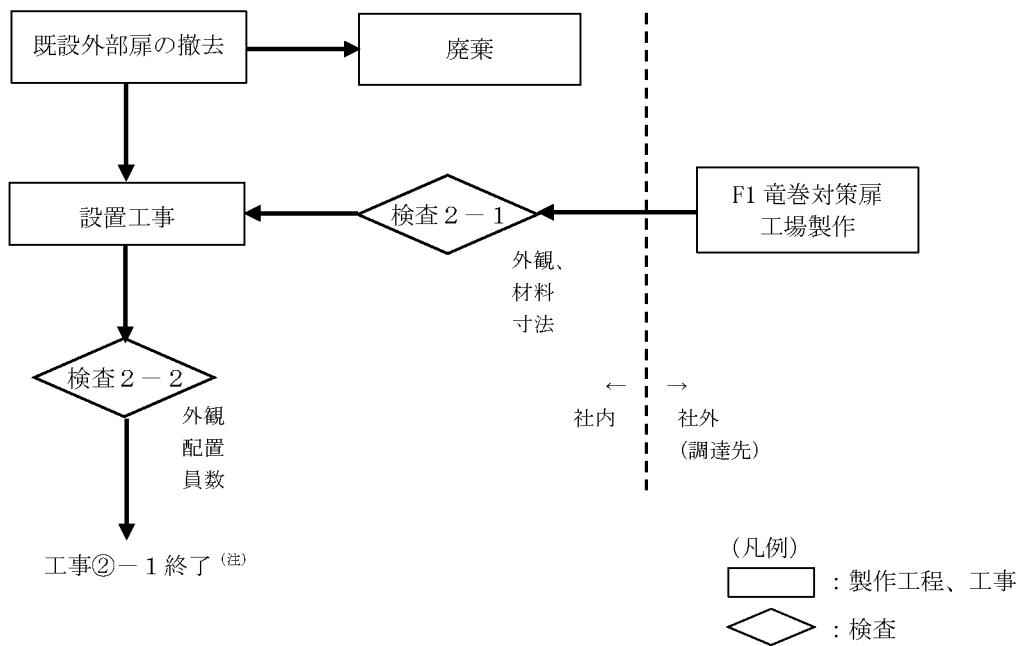 既設外部扉の撤去
廃棄
設置工事
検査2－1
F1 竜巻対策扉
工場製作
外観、
材料
寸法
検査2－2
外観
配置
員数
←
→
社内
社外
(調達先)
工事②－1終了 (注)
(凡例)
：製作工程、工事
：検査